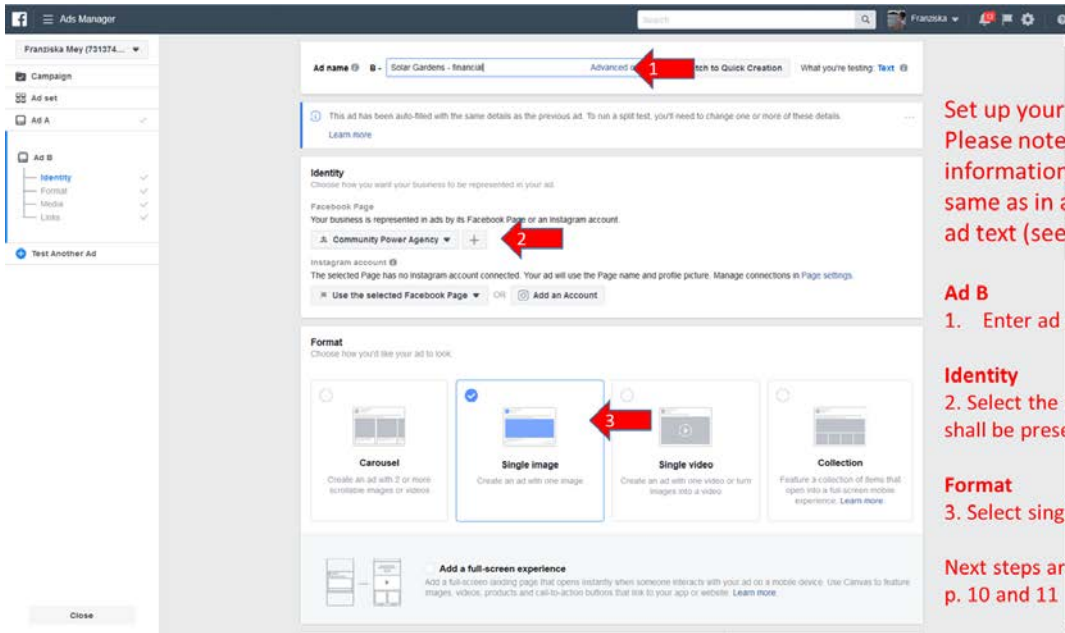 Ads Manager
Search
Franziska
Franziska Mey (731374...
Campaign
Ad set
Ad A
Ad B
Identity
Format
Media
Links
Test Another Ad
Close
Ad name B - Solar Gardens - financial Advanced 1 to Quick Creation What you're testing: Text
This ad has been auto-filled with the same details as the previous ad. To run a split test, you'll need to change one or more of these details.
Learn more
Identity
Choose how you want your business to be represented in your ad.
Facebook Page
Your business is represented in ads by its Facebook Page or an Instagram account.
Community Power Agency + 2
Instagram account
The selected Page has no Instagram account connected. Your ad will use the Page name and profile picture. Manage connections in Page settings.
Use the selected Facebook Page OR Add an Account
Format
Choose how you'd like your ad to look.
3
Carousel
Create an ad with 2 or more
scrollable images or videos
Single image
Create an ad with one image
Single video
Create an ad with one video or turn
images into a video
Collection
Feature a collection of items that
open into a full screen mobile
experience. Learn more.
Add a full-screen experience
Add a full-screen landing page that opens instantly when someone interacts with your ad on a mobile device. Use Canvas to feature
images, videos, products and call-to-action buttons that link to your app or website. Learn more.
Set up your
Please note
information
same as in a
ad text (see
Ad B
1. Enter ad
Identity
2. Select the
shall be prese
Format
3. Select sing
Next steps ar
p. 10 and 11